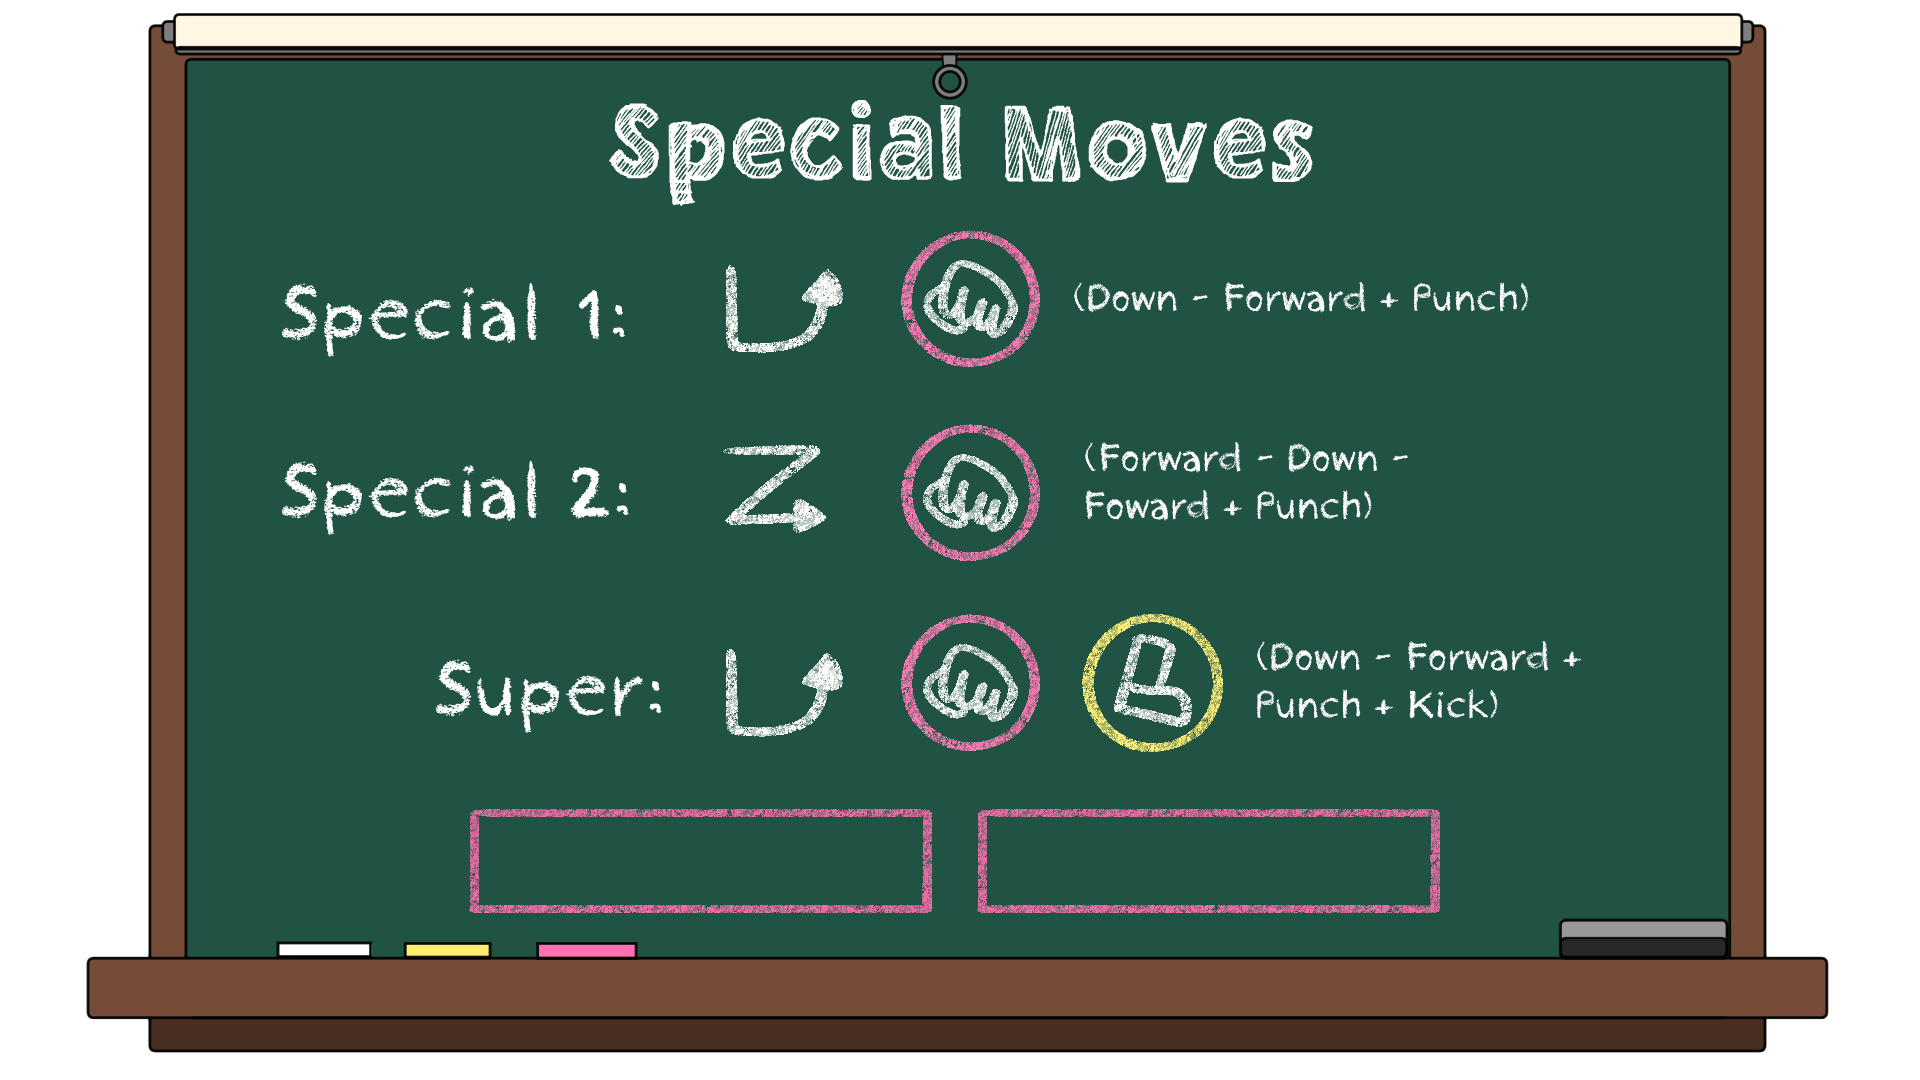 Special Moves
Special 1:
(Down - Forward + Punch)
Special 2:
(Forward - Down -
Foward + Punch)
Super:
(Down - Forward +
Punch + Kick)